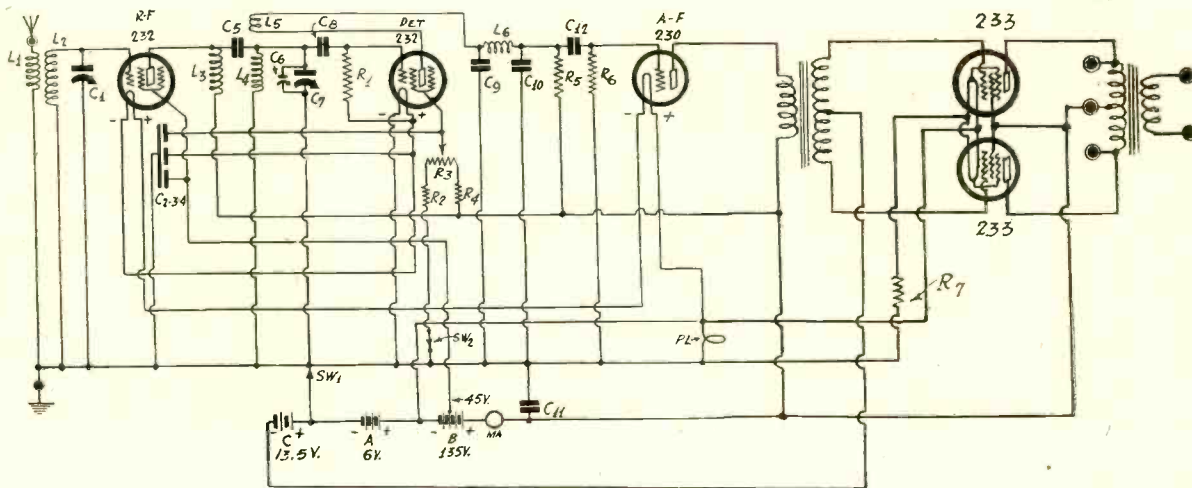 R-F
232
L5
C8
DET
232
A-F
230
233
L1
L2
C1
C5
L3
L4
C6
C7
R1
L6
C9
C10
C12
R5
R6
- +
- +
- +
C2-3-4
R3
R2
R4
233
R7
SW2
PL
SW1
45V.
C11
- + - + - + MA
C A B
13.5V. 6V. 135V.